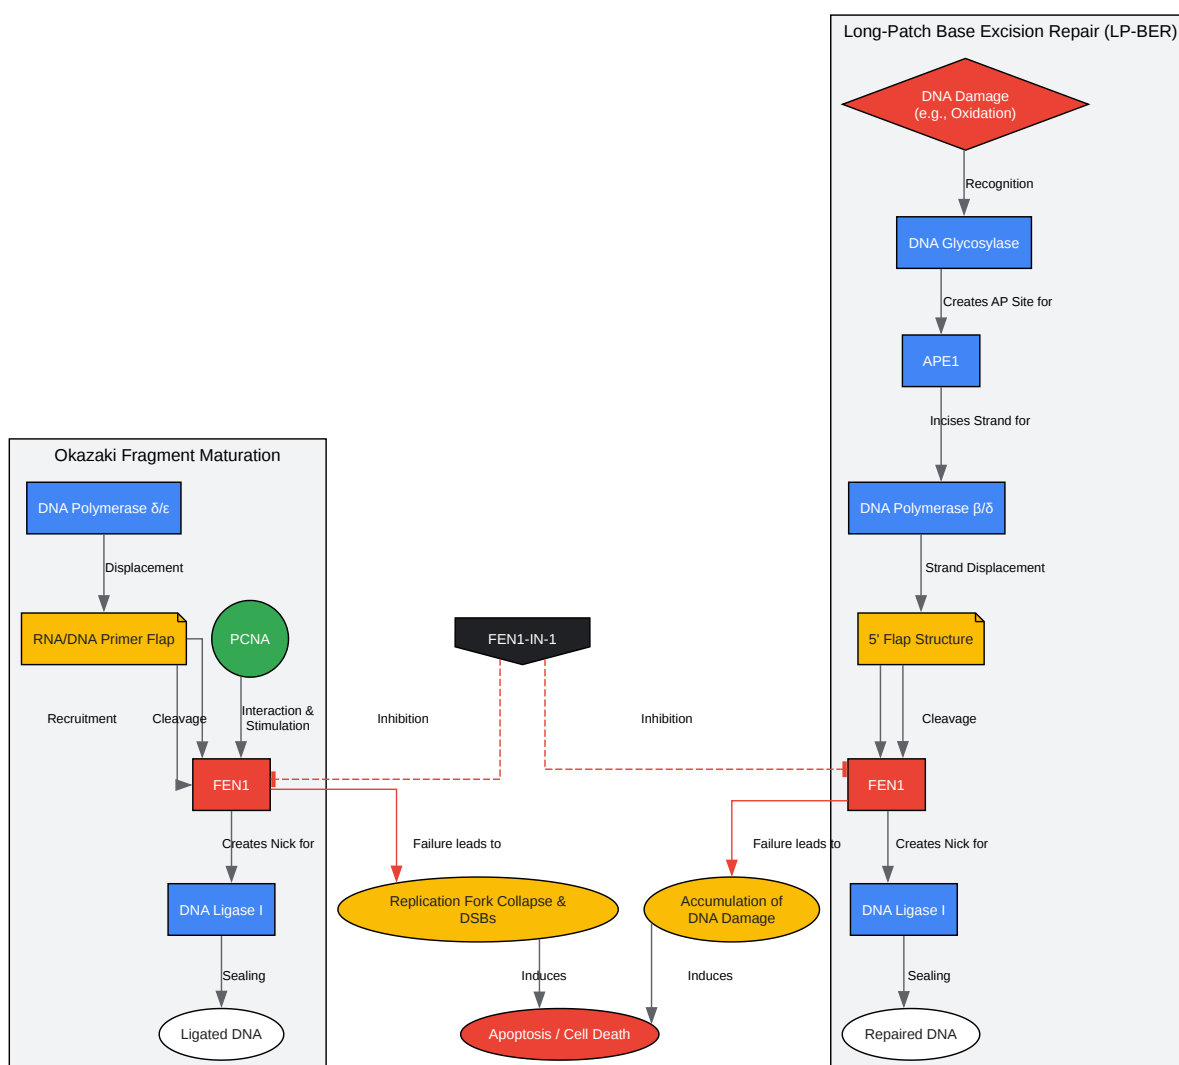 Long-Patch Base Excision Repair (LP-BER)
DNA Damage
(e.g., Oxidation)
Recognition
DNA Glycosylase
Creates AP Site for
APE1
Incises Strand for
Okazaki Fragment Maturation
DNA Polymerase δ/ε
DNA Polymerase β/δ
Displacement
Strand Displacement
RNA/DNA Primer Flap
PCNA
FEN1-IN-1
5' Flap Structure
Recruitment
Cleavage
Interaction &
Stimulation
Inhibition
Inhibition
Cleavage
FEN1
FEN1
Creates Nick for
Failure leads to
Failure leads to
Creates Nick for
DNA Ligase I
Replication Fork Collapse &
DSBs
Accumulation of
DNA Damage
DNA Ligase I
Sealing
Induces
Induces
Sealing
Ligated DNA
Apoptosis / Cell Death
Repaired DNA